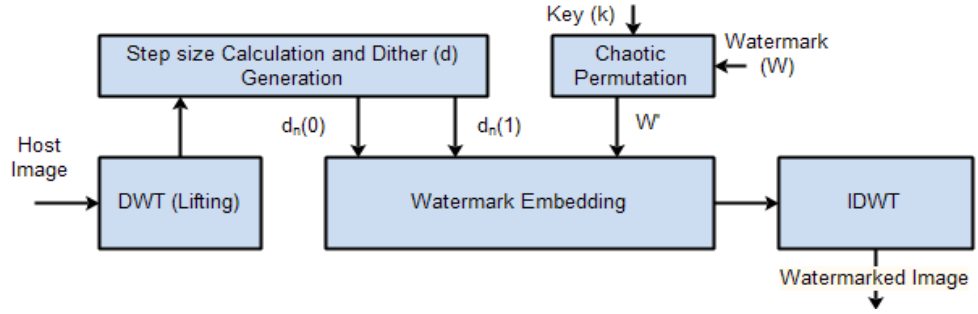 Key (k)
Step size Calculation and Dither (d)
Generation
Chaotic
Permutation
Watermark
(W)
dn(0)
dn(1)
W'
Host
Image
DWT (Lifting)
Watermark Embedding
IDWT
Watermarked Image